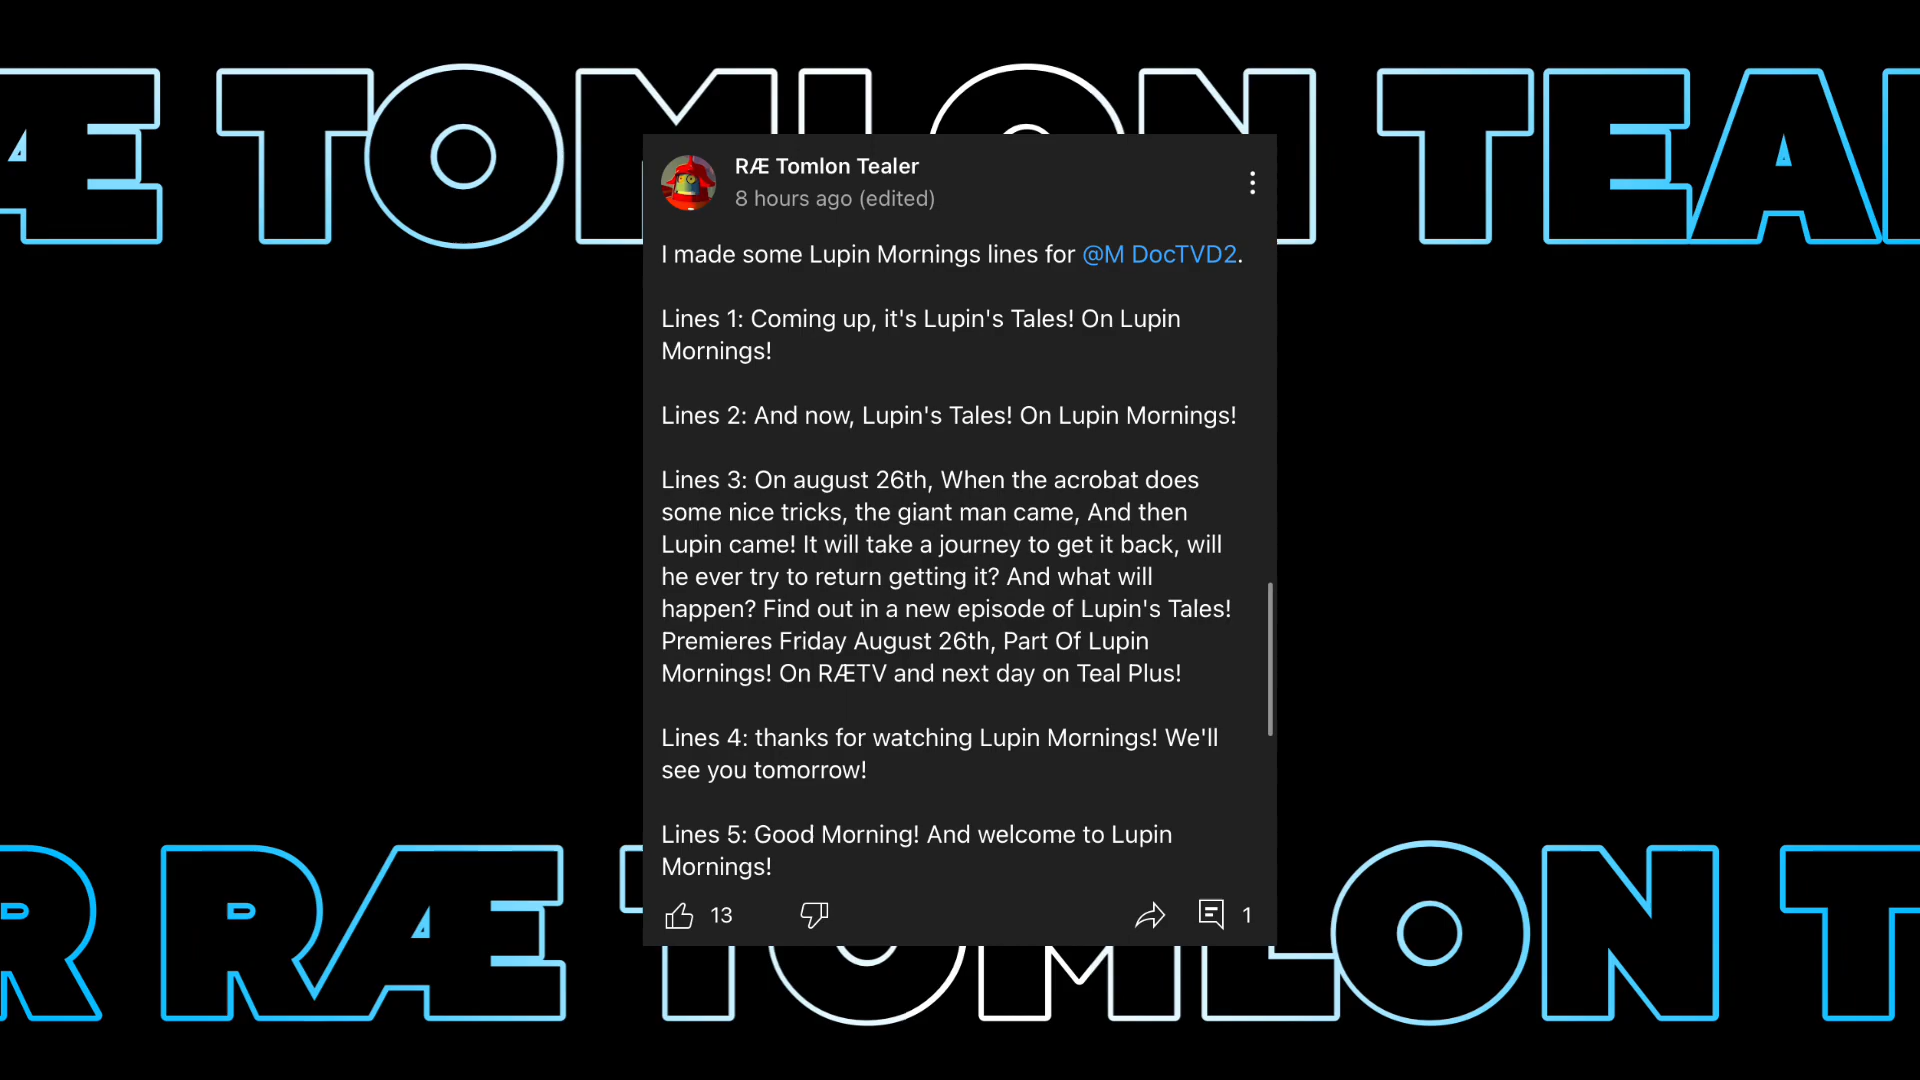 Æ TOMLON TEAL
RÆ Tomlon Tealer
8 hours ago (edited)
I made some Lupin Mornings lines for @M DocTVD2.
Lines 1: Coming up, it's Lupin's Tales! On Lupin
Mornings!
Lines 2: And now, Lupin's Tales! On Lupin Mornings!
Lines 3: On august 26th, When the acrobat does
some nice tricks, the giant man came, And then
Lupin came! It will take a journey to get it back, will
he ever try to return getting it? And what will
happen? Find out in a new episode of Lupin's Tales!
Premieres Friday August 26th, Part Of Lupin
Mornings! On RÆTV and next day on Teal Plus!
Lines 4: thanks for watching Lupin Mornings! We'll
see you tomorrow!
Lines 5: Good Morning! And welcome to Lupin
Mornings!
13
1
R RÆ TOMLON T